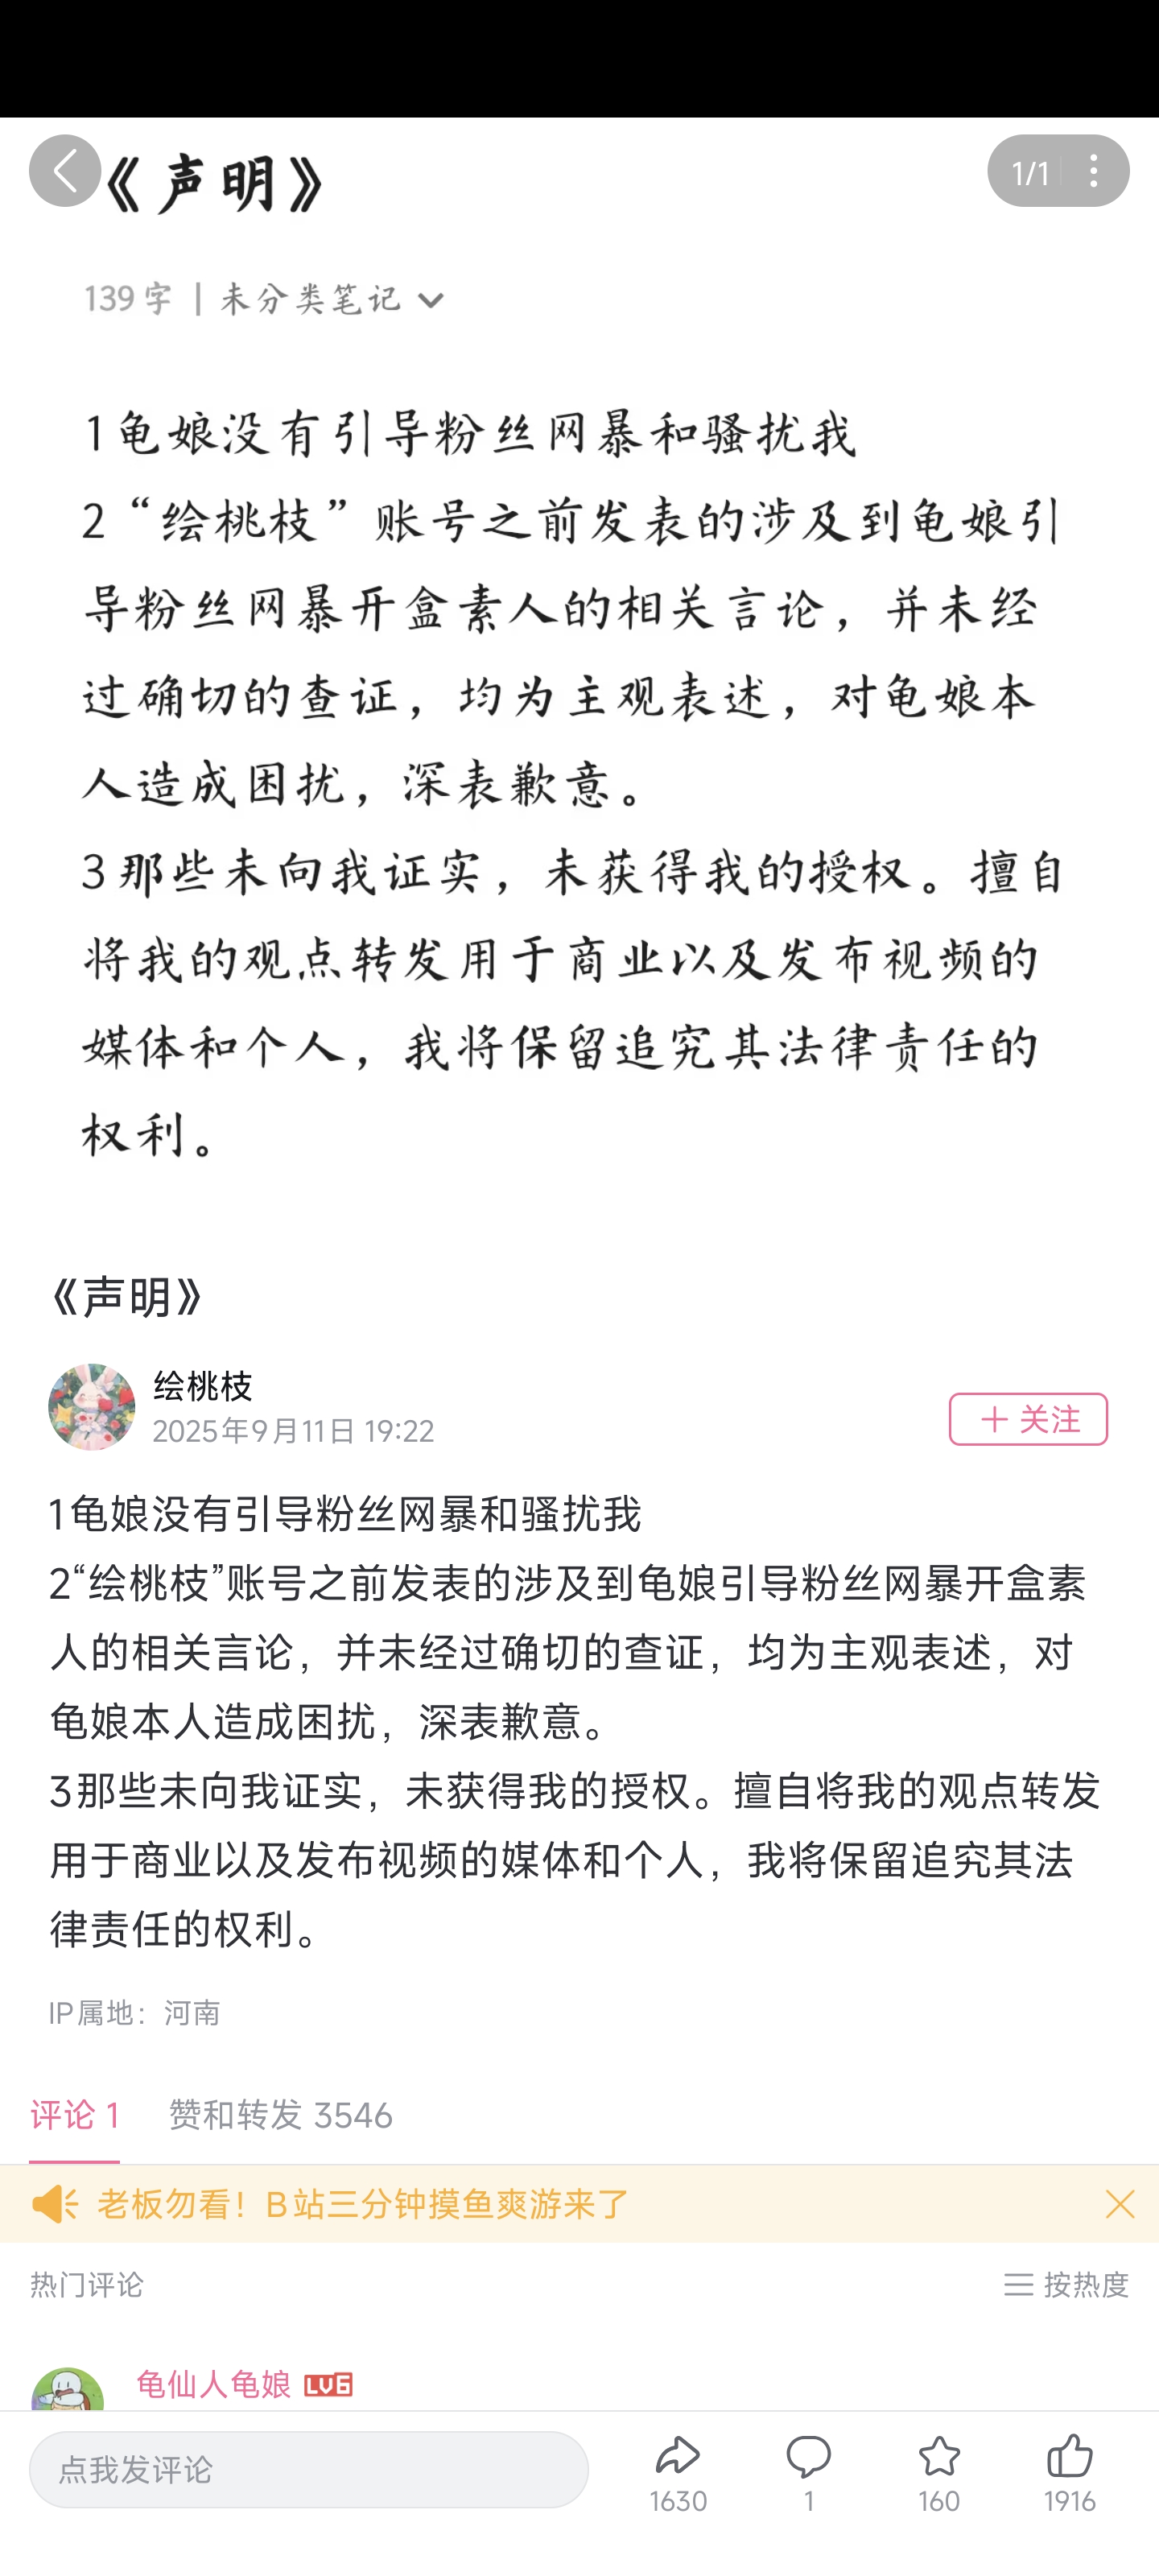 《声明》
1/1
139字 | 未分类笔记
1龟娘没有引导粉丝网暴和骚扰我
2“绘桃枝”账号之前发表的涉及到龟娘引
导粉丝网暴开盒素人的相关言论，并未经
过确切的查证，均为主观表述，对龟娘本
人造成困扰，深表歉意。
3那些未向我证实，未获得我的授权。擅自
将我的观点转发用于商业以及发布视频的
媒体和个人，我将保留追究其法律责任的
权利。
《声明》
绘桃枝
2025年9月11日 19:22
＋关注
1龟娘没有引导粉丝网暴和骚扰我
2“绘桃枝”账号之前发表的涉及到龟娘引导粉丝网暴开盒素
人的相关言论，并未经过确切的查证，均为主观表述，对
龟娘本人造成困扰，深表歉意。
3那些未向我证实，未获得我的授权。擅自将我的观点转发
用于商业以及发布视频的媒体和个人，我将保留追究其法
律责任的权利。
IP属地：河南
评论 1 赞和转发 3546
老板勿看！B站三分钟摸鱼爽游来了
热门评论 按热度
龟仙人龟娘 LV6
点我发评论
1630 1 160 1916